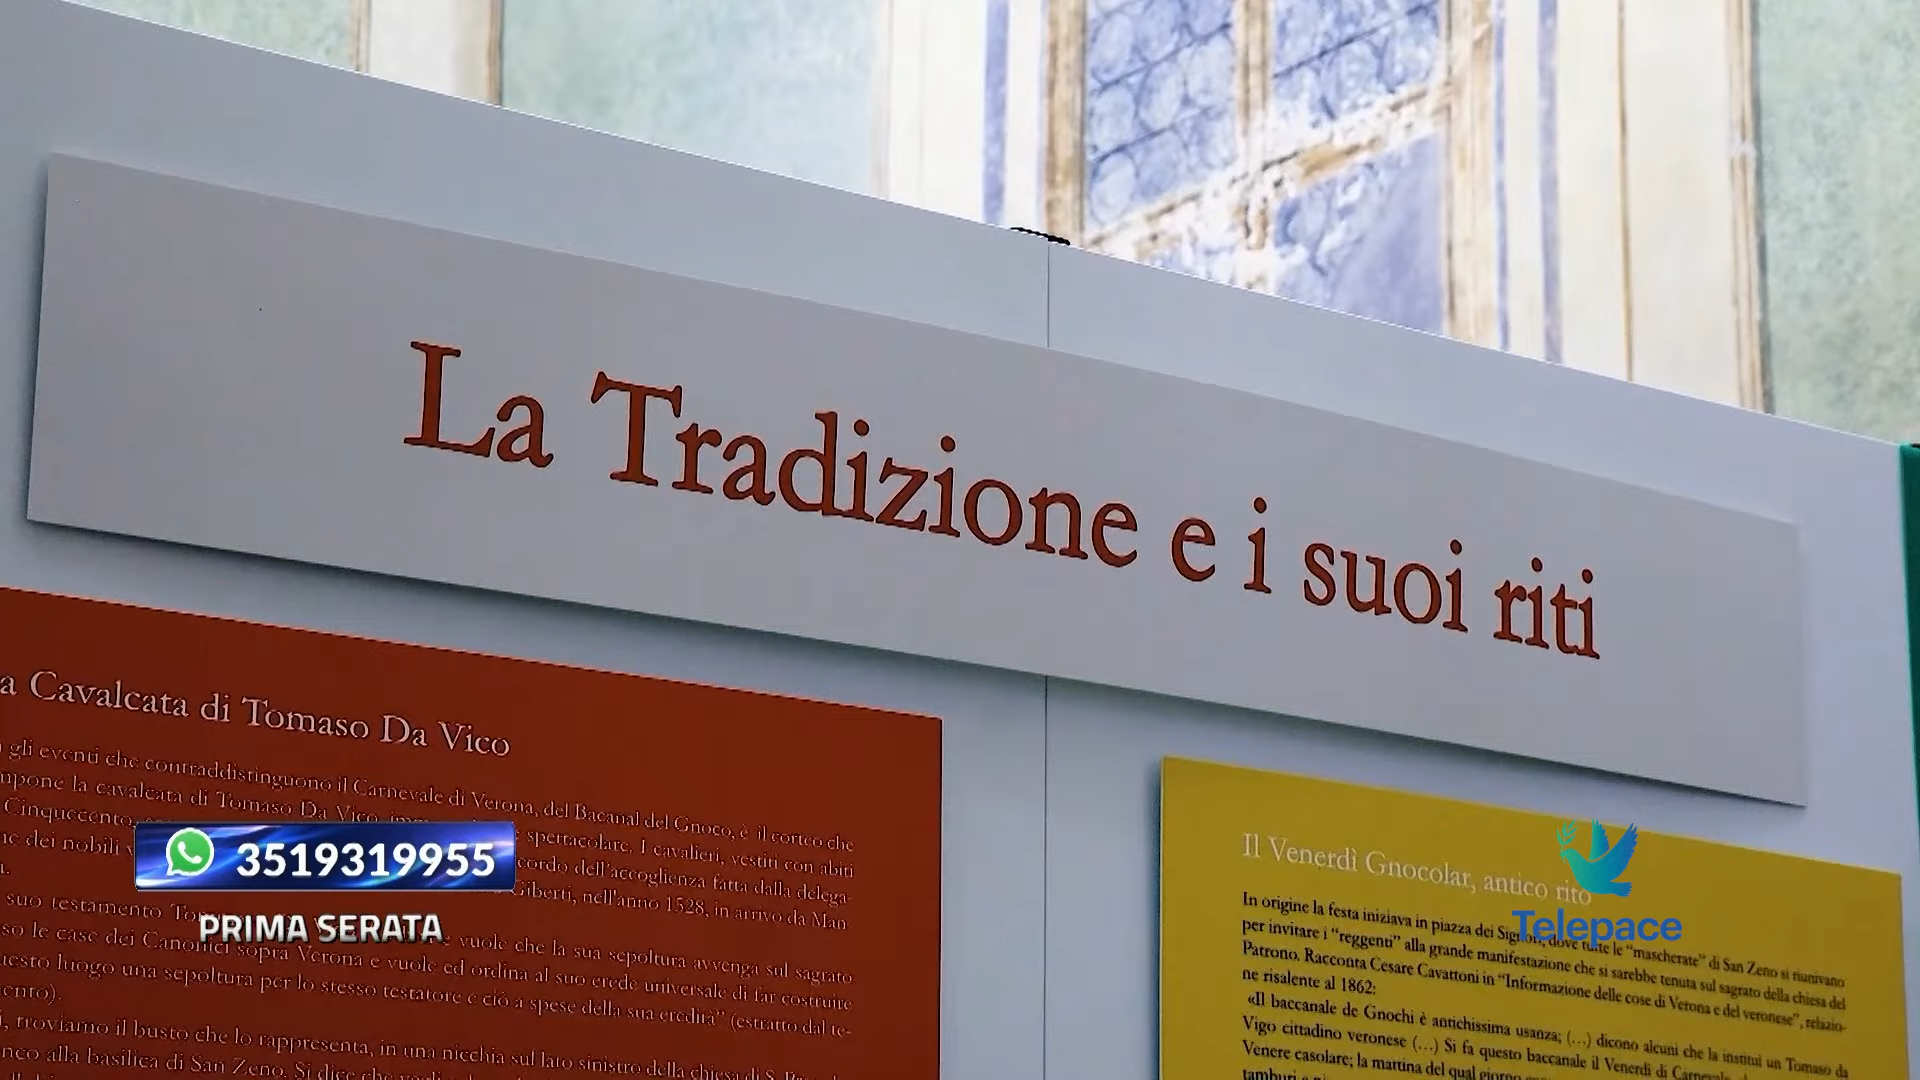 La Tradizione e i suoi riti
a Cavalcata di Tomaso Da Vico
gli eventi che contraddistinguono il Carnevale di Verona, del Bacanal del Gnoco, è il corteo che
mpone la cavalcata di Tomaso Da Vico,
spettacolare. I cavalieri, vestiti con abiti
Cinquecento,
cordo dell'accoglienza fatta dalla delega-
ne dei nobili
Giberti, nell'anno 1528, in arrivo da Man
suo testamento
vuole che la sua sepoltura avvenga sul sagrato
so le case dei Canonici sopra Verona e vuole ed ordina al suo erede universale di far costruire
uesto luogo una sepoltura per lo stesso testatore e ciò a spese della sua eredità" (estratto dal te-
ento).
, troviamo il busto che lo rappresenta, in una nicchia sul lato sinistro della chiesa di S.
nco alla basilica di San Zeno. Si dice che
3519319955
PRIMA SERATA
Il Venerdì Gnocolar, antico rito
In origine la festa iniziava in piazza dei Signori, dove tutte le "mascherate" di San Zeno si riunivano
per invitare i "reggenti" alla grande manifestazione che si sarebbe tenuta sul sagrato della chiesa del
Patrono. Racconta Cesare Cavattoni in "Informazione delle cose di Verona e del veronese", relazio-
ne risalente al 1862:
«Il baccanale de Gnochi è antichissima usanza; (…) dicono alcuni che la instituì un Tomaso da
Vigo cittadino veronese (…) Si fa questo baccanale il Venerdì di
Venere casolare; la mattina del qual giorno
tamburi e
Telepace